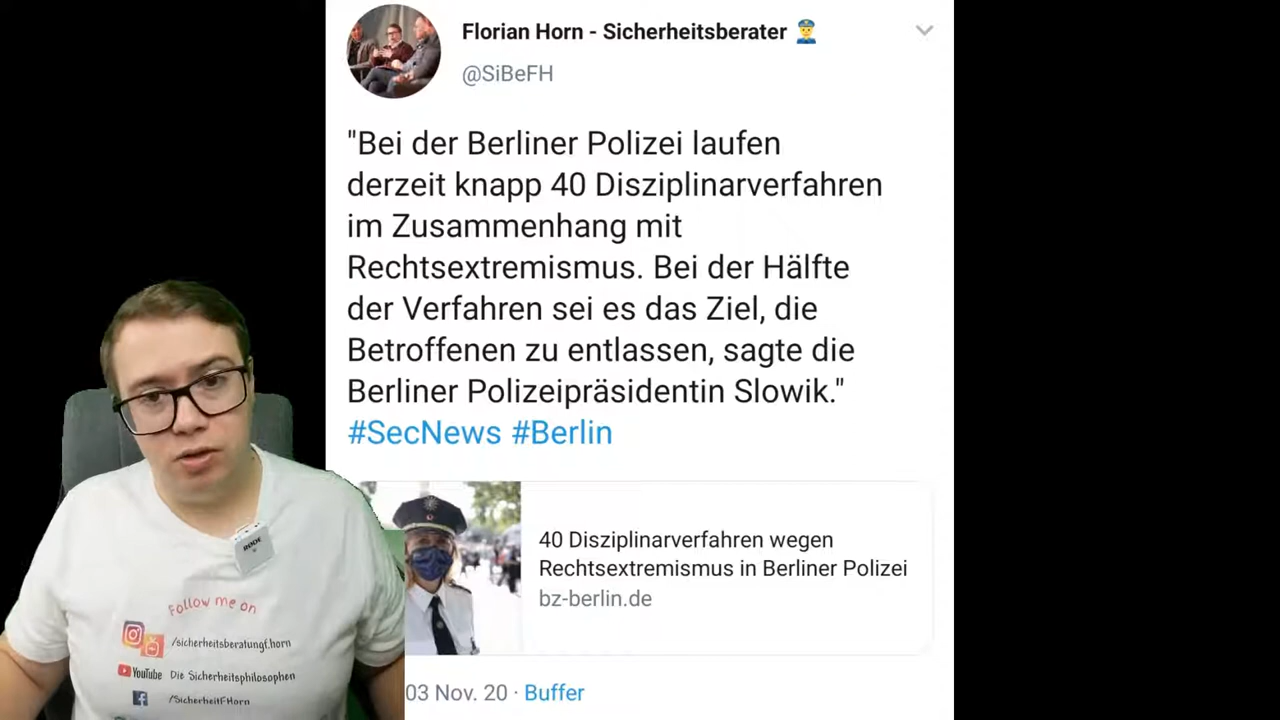 Florian Horn - Sicherheitsberater
@SiBeFH
"Bei der Berliner Polizei laufen
derzeit knapp 40 Disziplinarverfahren
im Zusammenhang mit
Rechtsextremismus. Bei der Hälfte
der Verfahren sei es das Ziel, die
Betroffenen zu entlassen, sagte die
Berliner Polizeipräsidentin Slowik."
#SecNews #Berlin
40 Disziplinarverfahren wegen
Rechtsextremismus in Berliner Polizei
bz-berlin.de
03 Nov. 20 · Buffer
RODE
Follow me on
/sicherheitsberatungf.horn
YouTube Die Sicherheitsphilosophen
/SicherheitFHorn